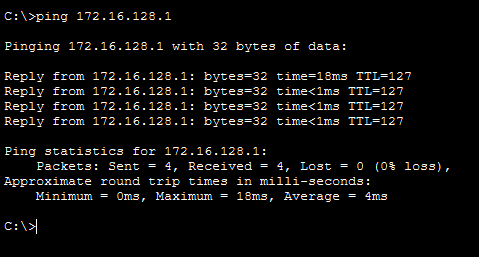 C:\>ping 172.16.128.1
Pinging 172.16.128.1 with 32 bytes of data:
Reply from 172.16.128.1: bytes=32 time=18ms TTL=127
Reply from 172.16.128.1: bytes=32 time<1ms TTL=127
Reply from 172.16.128.1: bytes=32 time<1ms TTL=127
Reply from 172.16.128.1: bytes=32 time<1ms TTL=127
Ping statistics for 172.16.128.1:
    Packets: Sent = 4, Received = 4, Lost = 0 (0% loss),
Approximate round trip times in milli-seconds:
    Minimum = 0ms, Maximum = 18ms, Average = 4ms
C:\>